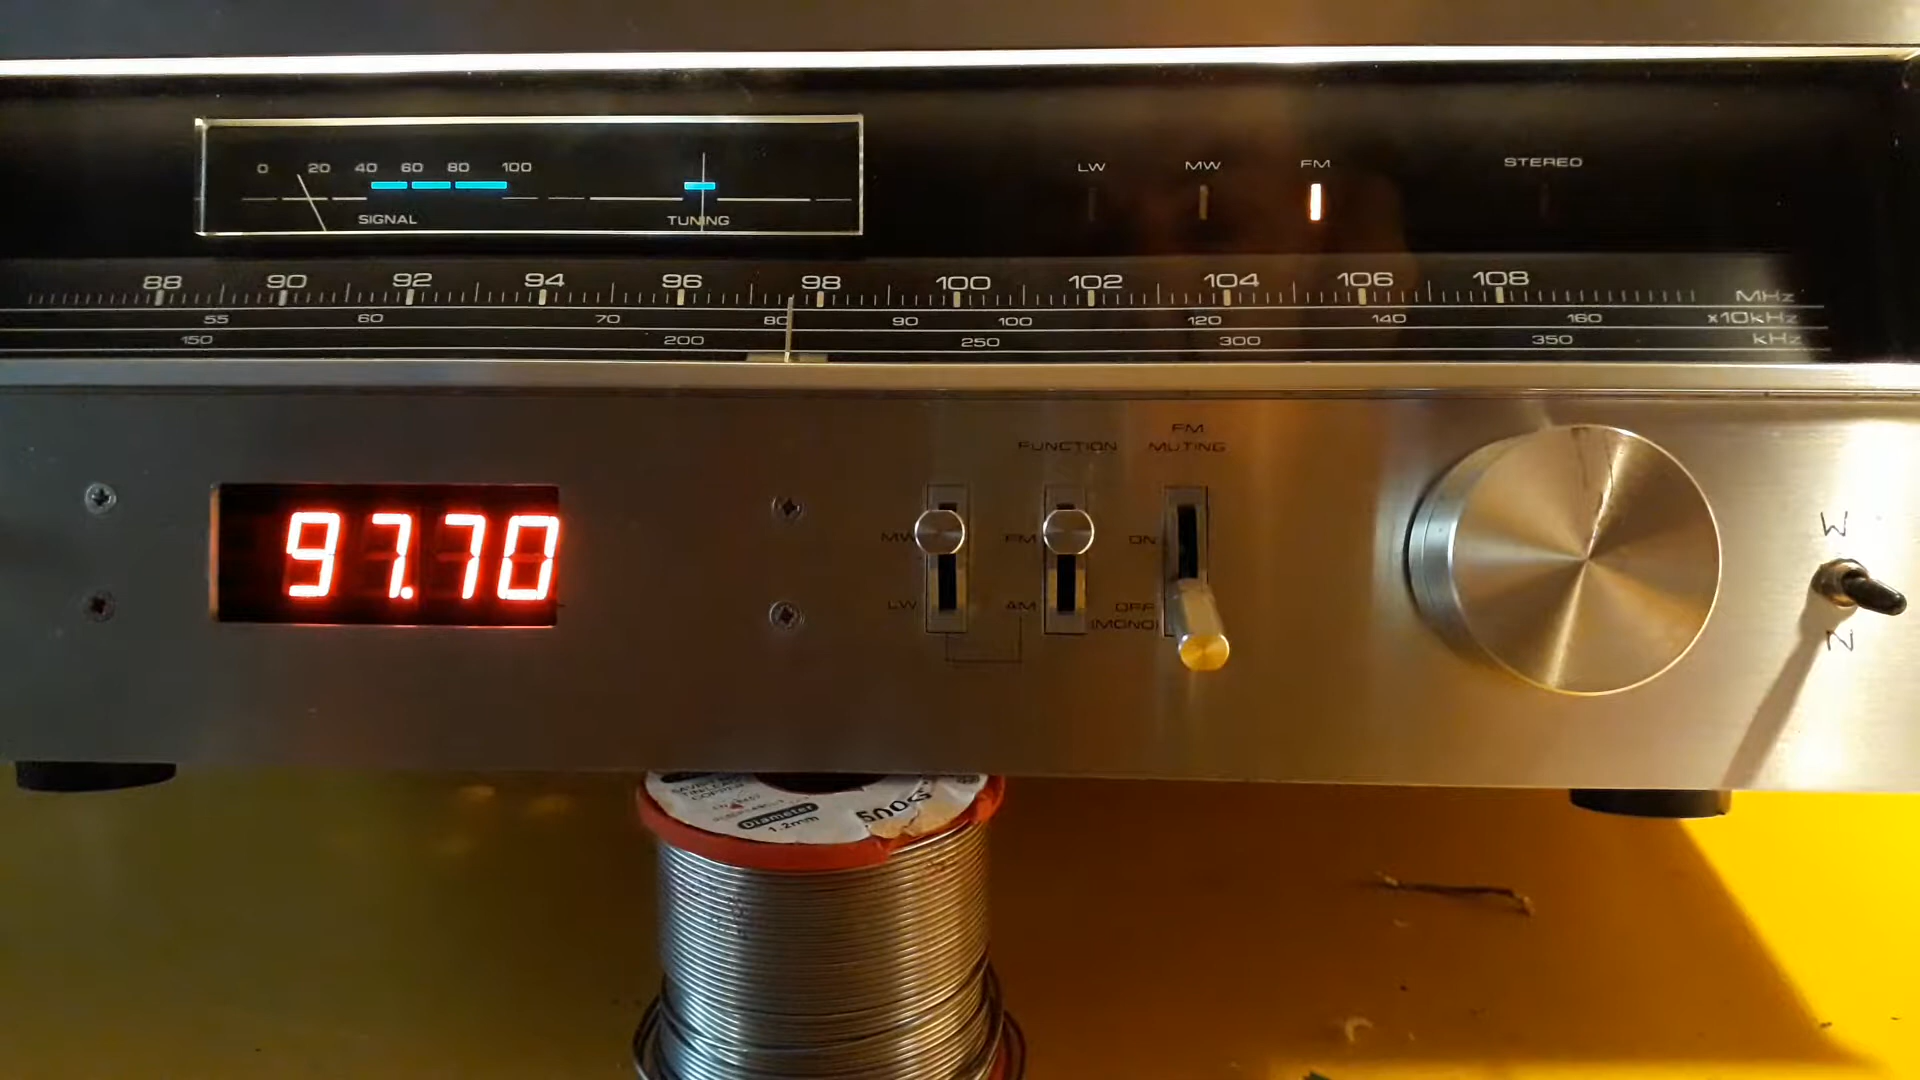 0 20 40 60 80 100
SIGNAL
TUNING
LW MW FM STEREO
88 90 92 94 96 98 100 102 104 106 108
MHz
55 60 70 80 90 100 120 140 160 x10kHz
150 200 250 300 350 kHz
97.70
FUNCTION
FM
MUTING
MW
LW
FM
AM
ON
OFF
(MONO)
W
N
Diameter
1.2mm
500G